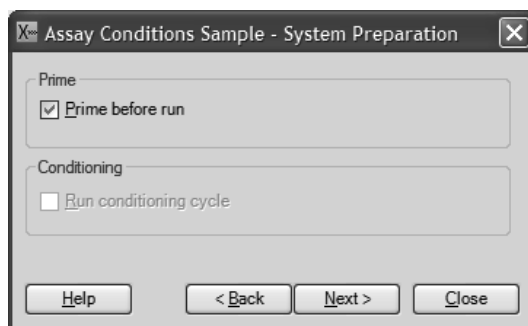 Assay Conditions Sample - System Preparation
Prime
Prime before run
Conditioning
Run conditioning cycle
Help < Back Next > Close